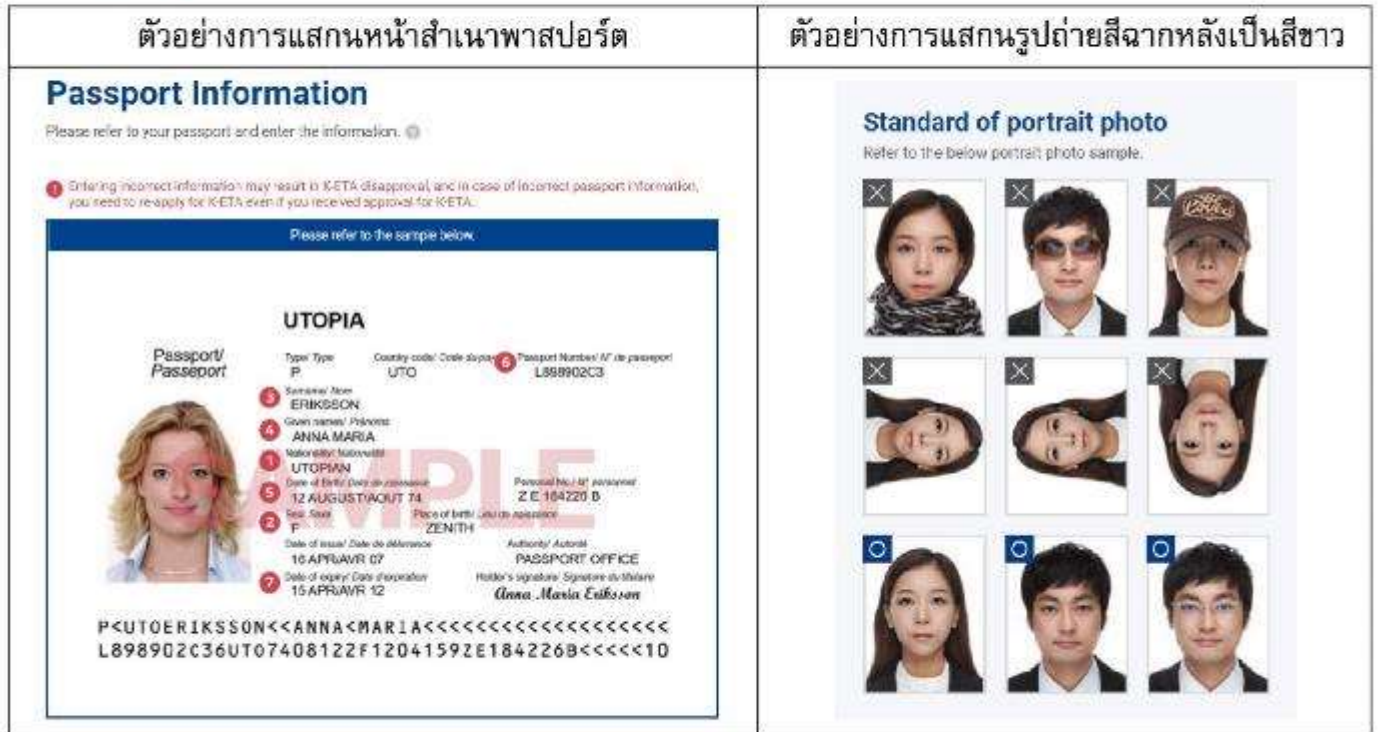 ตัวอย่างการแสกนหน้าสำเนาพาสปอร์ต
ตัวอย่างการแสกนรูปถ่ายสีฉากหลังเป็นสีขาว
Passport Information
Please refer to your passport and enter the information.
Entering incorrect information may result in K-ETA disapproval, and in case of incorrect passport information,
you need to re-apply for K-ETA even if you received approval for K-ETA.
Please refer to the sample below.
UTOPIA
Passport/
Passeport
Type/ Type
P
Country code/ Code du pay
UTO
6
Passport Number/ N° de passeport
L898902C3
3
Surname/ Nom
ERIKSSON
4
Given names/ Prénoms
ANNA MARIA
1
Nationality/ Nationalité
UTOPIAN
5
Date of Birth/ Date de naissance
12 AUGUST/AOUT 74
Personal No./ N° personnel
Z E 184226 B
2
Sex/ Sexe
F
Place of birth/ Lieu de naissance
ZENITH
Date of issue/ Date de délivrance
16 APR/AVR 07
Authority/ Autorité
PASSPORT OFFICE
7
Date of expiry/ Date d'expiration
15 APR/AVR 12
Holder's signature/ Signature du titulaire
Anna Maria Eriksson
SAMPLE
P<UTOERIKSSON<<ANNA<MARIA<<<<<<<<<<<<<<<<<<<
L898902C36UTO7408122F1204159ZE184226B<<<<<10
Standard of portrait photo
Refer to the below portrait photo sample.